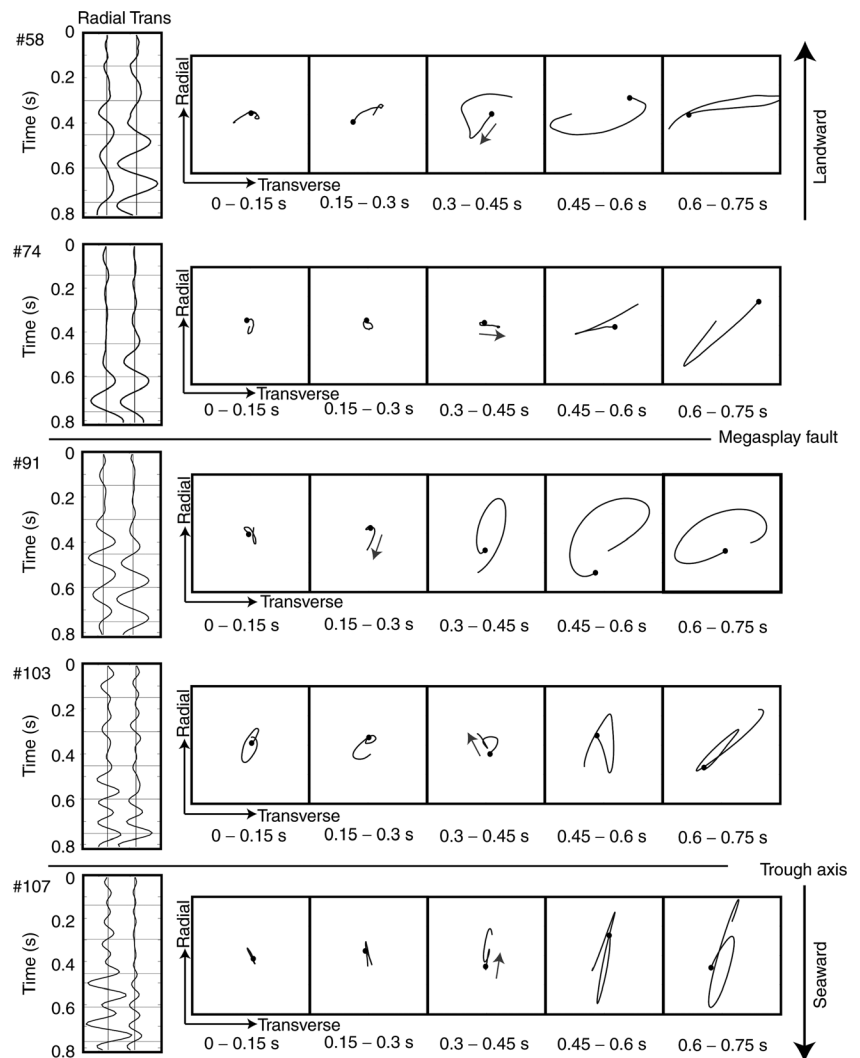 Radial Trans
#58
0
0.2
0.4
0.6
0.8
Time (s)
Radial
Transverse
0 – 0.15 s
0.15 – 0.3 s
0.3 – 0.45 s
0.45 – 0.6 s
0.6 – 0.75 s
Landward
#74
0
0.2
0.4
0.6
0.8
Time (s)
Radial
Transverse
0 – 0.15 s
0.15 – 0.3 s
0.3 – 0.45 s
0.45 – 0.6 s
0.6 – 0.75 s
Megasplay fault
#91
0
0.2
0.4
0.6
0.8
Time (s)
Radial
Transverse
0 – 0.15 s
0.15 – 0.3 s
0.3 – 0.45 s
0.45 – 0.6 s
0.6 – 0.75 s
#103
0
0.2
0.4
0.6
0.8
Time (s)
Radial
Transverse
0 – 0.15 s
0.15 – 0.3 s
0.3 – 0.45 s
0.45 – 0.6 s
0.6 – 0.75 s
Trough axis
#107
0
0.2
0.4
0.6
0.8
Time (s)
Radial
Transverse
0 – 0.15 s
0.15 – 0.3 s
0.3 – 0.45 s
0.45 – 0.6 s
0.6 – 0.75 s
Seaward